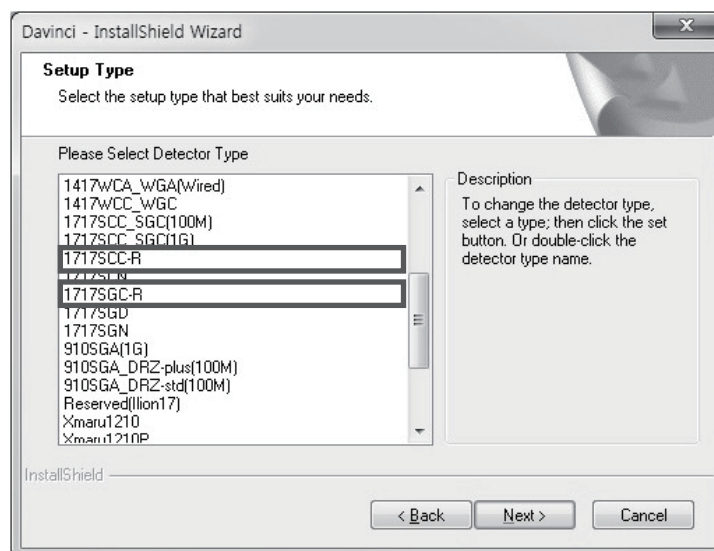 Davinci - InstallShield Wizard
Setup Type
Select the setup type that best suits your needs.
Please Select Detector Type
1417WCA_WGA(Wired)
1417WCC_WGC
1717SCC_SGC(100M)
1717SCC_SGC(1G)
1717SCC-R
1717SCN
1717SGC-R
1717SGD
1717SGN
910SGA(1G)
910SGA_DRZ-plus(100M)
910SGA_DRZ-std(100M)
Reserved(Ilion17)
Xmaru1210
Xmaru1210P
Description
To change the detector type,
select a type; then click the set
button. Or double-click the
detector type name.
InstallShield
< Back
Next >
Cancel